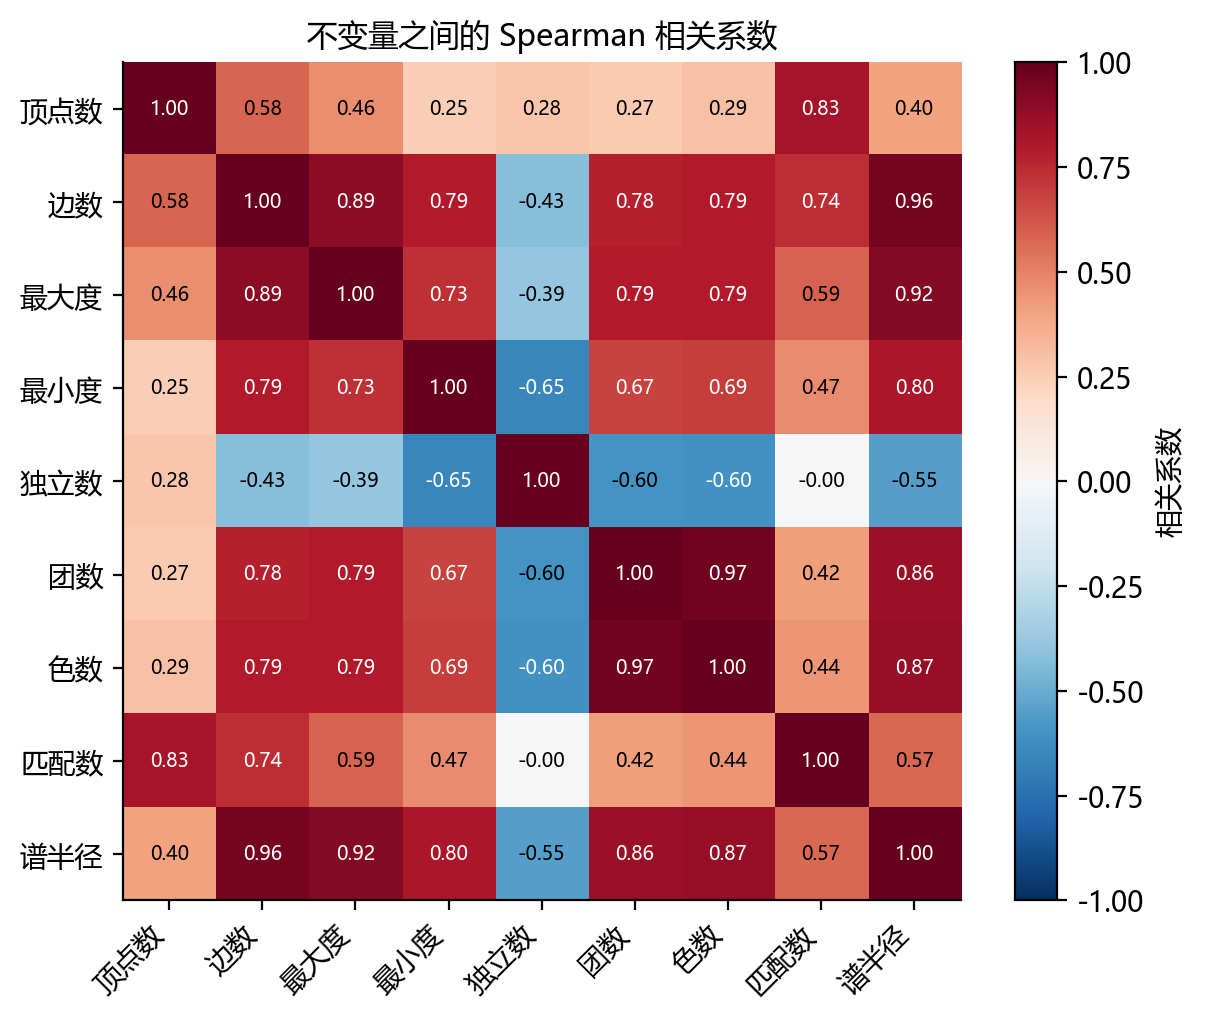 不变量之间的 Spearman 相关系数
顶点数 1.00 0.58 0.46 0.25 0.28 0.27 0.29 0.83 0.40
边数 0.58 1.00 0.89 0.79 -0.43 0.78 0.79 0.74 0.96
最大度 0.46 0.89 1.00 0.73 -0.39 0.79 0.79 0.59 0.92
最小度 0.25 0.79 0.73 1.00 -0.65 0.67 0.69 0.47 0.80
独立数 0.28 -0.43 -0.39 -0.65 1.00 -0.60 -0.60 -0.00 -0.55
团数 0.27 0.78 0.79 0.67 -0.60 1.00 0.97 0.42 0.86
色数 0.29 0.79 0.79 0.69 -0.60 0.97 1.00 0.44 0.87
匹配数 0.83 0.74 0.59 0.47 -0.00 0.42 0.44 1.00 0.57
谱半径 0.40 0.96 0.92 0.80 -0.55 0.86 0.87 0.57 1.00
顶点数 边数 最大度 最小度 独立数 团数 色数 匹配数 谱半径
1.00
0.75
0.50
0.25
0.00
-0.25
-0.50
-0.75
-1.00
相关系数